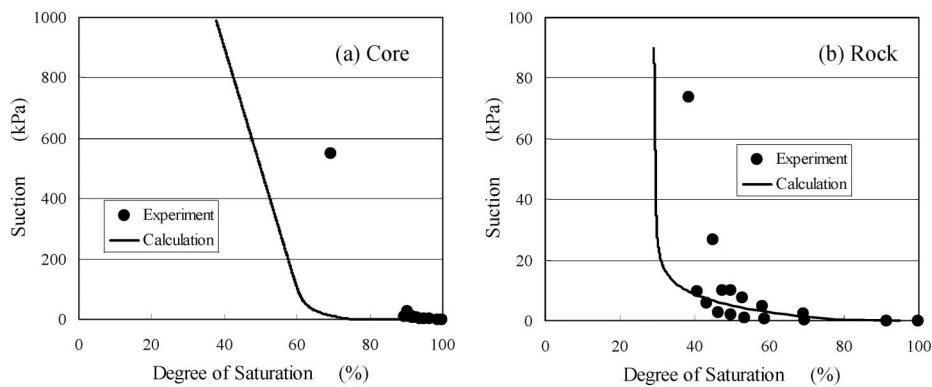 1000
800
600
400
200
0
Suction (kPa)
(a) Core
Experiment
Calculation
0 20 40 60 80 100
Degree of Saturation (%)
100
80
60
40
20
0
Suction (kPa)
(b) Rock
Experiment
Calculation
0 20 40 60 80 100
Degree of Saturation (%)